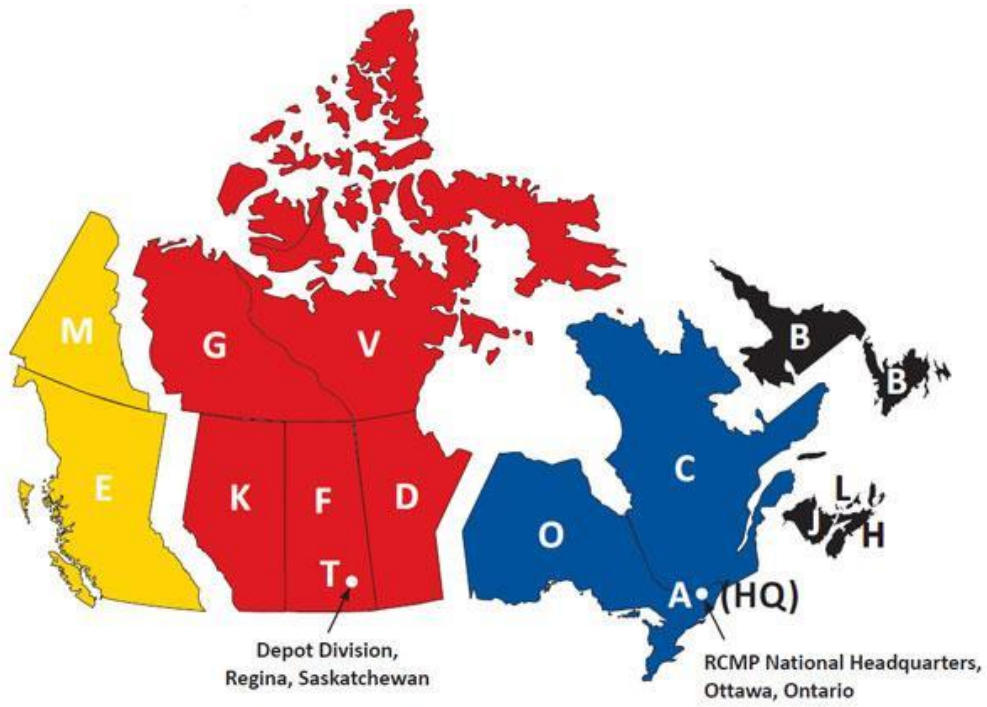 M
G
V
B
B
E
K
F
D
O
C
L
J
H
T
A (HQ)
Depot Division,
Regina, Saskatchewan
RCMP National Headquarters,
Ottawa, Ontario